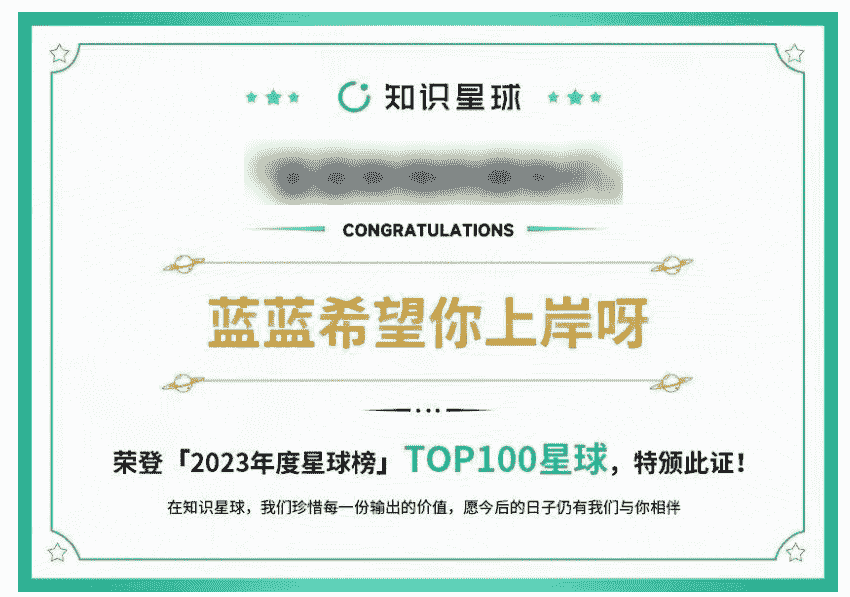 知识星球
CONGRATULATIONS
蓝蓝希望你上岸呀
荣登「2023年度星球榜」TOP100星球，特颁此证！
在知识星球，我们珍惜每一份输出的价值，愿今后的日子仍有我们与你相伴